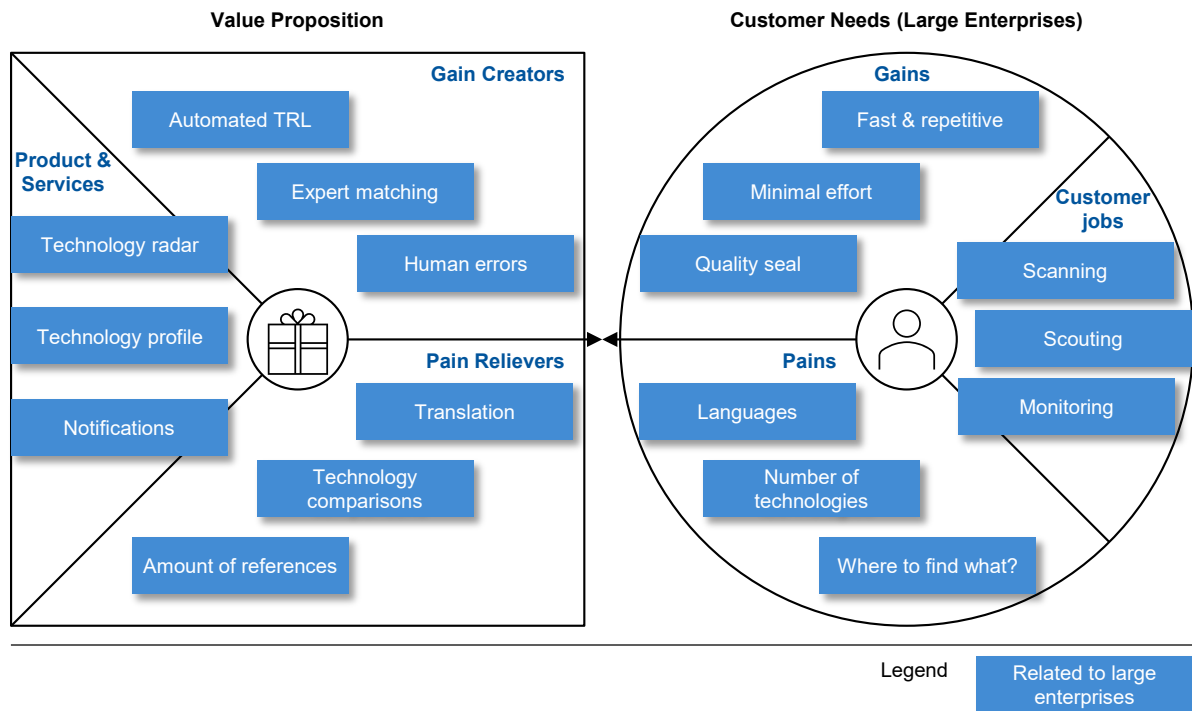 Value Proposition
Customer Needs (Large Enterprises)
Gain Creators
Automated TRL
Product &
Services
Expert matching
Technology radar
Human errors
Technology profile
Pain Relievers
Notifications
Translation
Technology
comparisons
Amount of references
Gains
Fast & repetitive
Minimal effort
Customer
jobs
Quality seal
Scanning
Scouting
Pains
Monitoring
Languages
Number of
technologies
Where to find what?
Legend
Related to large
enterprises